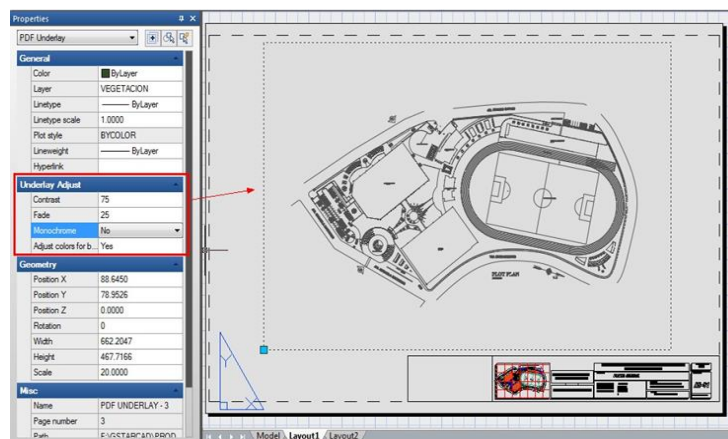 Properties
PDF Underlay
General
Color ByLayer
Layer VEGETACION
Linetype ByLayer
Linetype scale 1.0000
Plot style BYCOLOR
Lineweight ByLayer
Hyperlink
Underlay Adjust
Contrast 75
Fade 25
Monochrome No
Adjust colors for b... Yes
Geometry
Position X 88.6450
Position Y 78.9526
Position Z 0.0000
Rotation 0
Width 662.2047
Height 467.7166
Scale 20.0000
Misc
Name PDF UNDERLAY - 3
Page number 3
Path E:\GSTARCAD\PROD
PLOT PLAN
Y
X
Model Layout1 Layout2